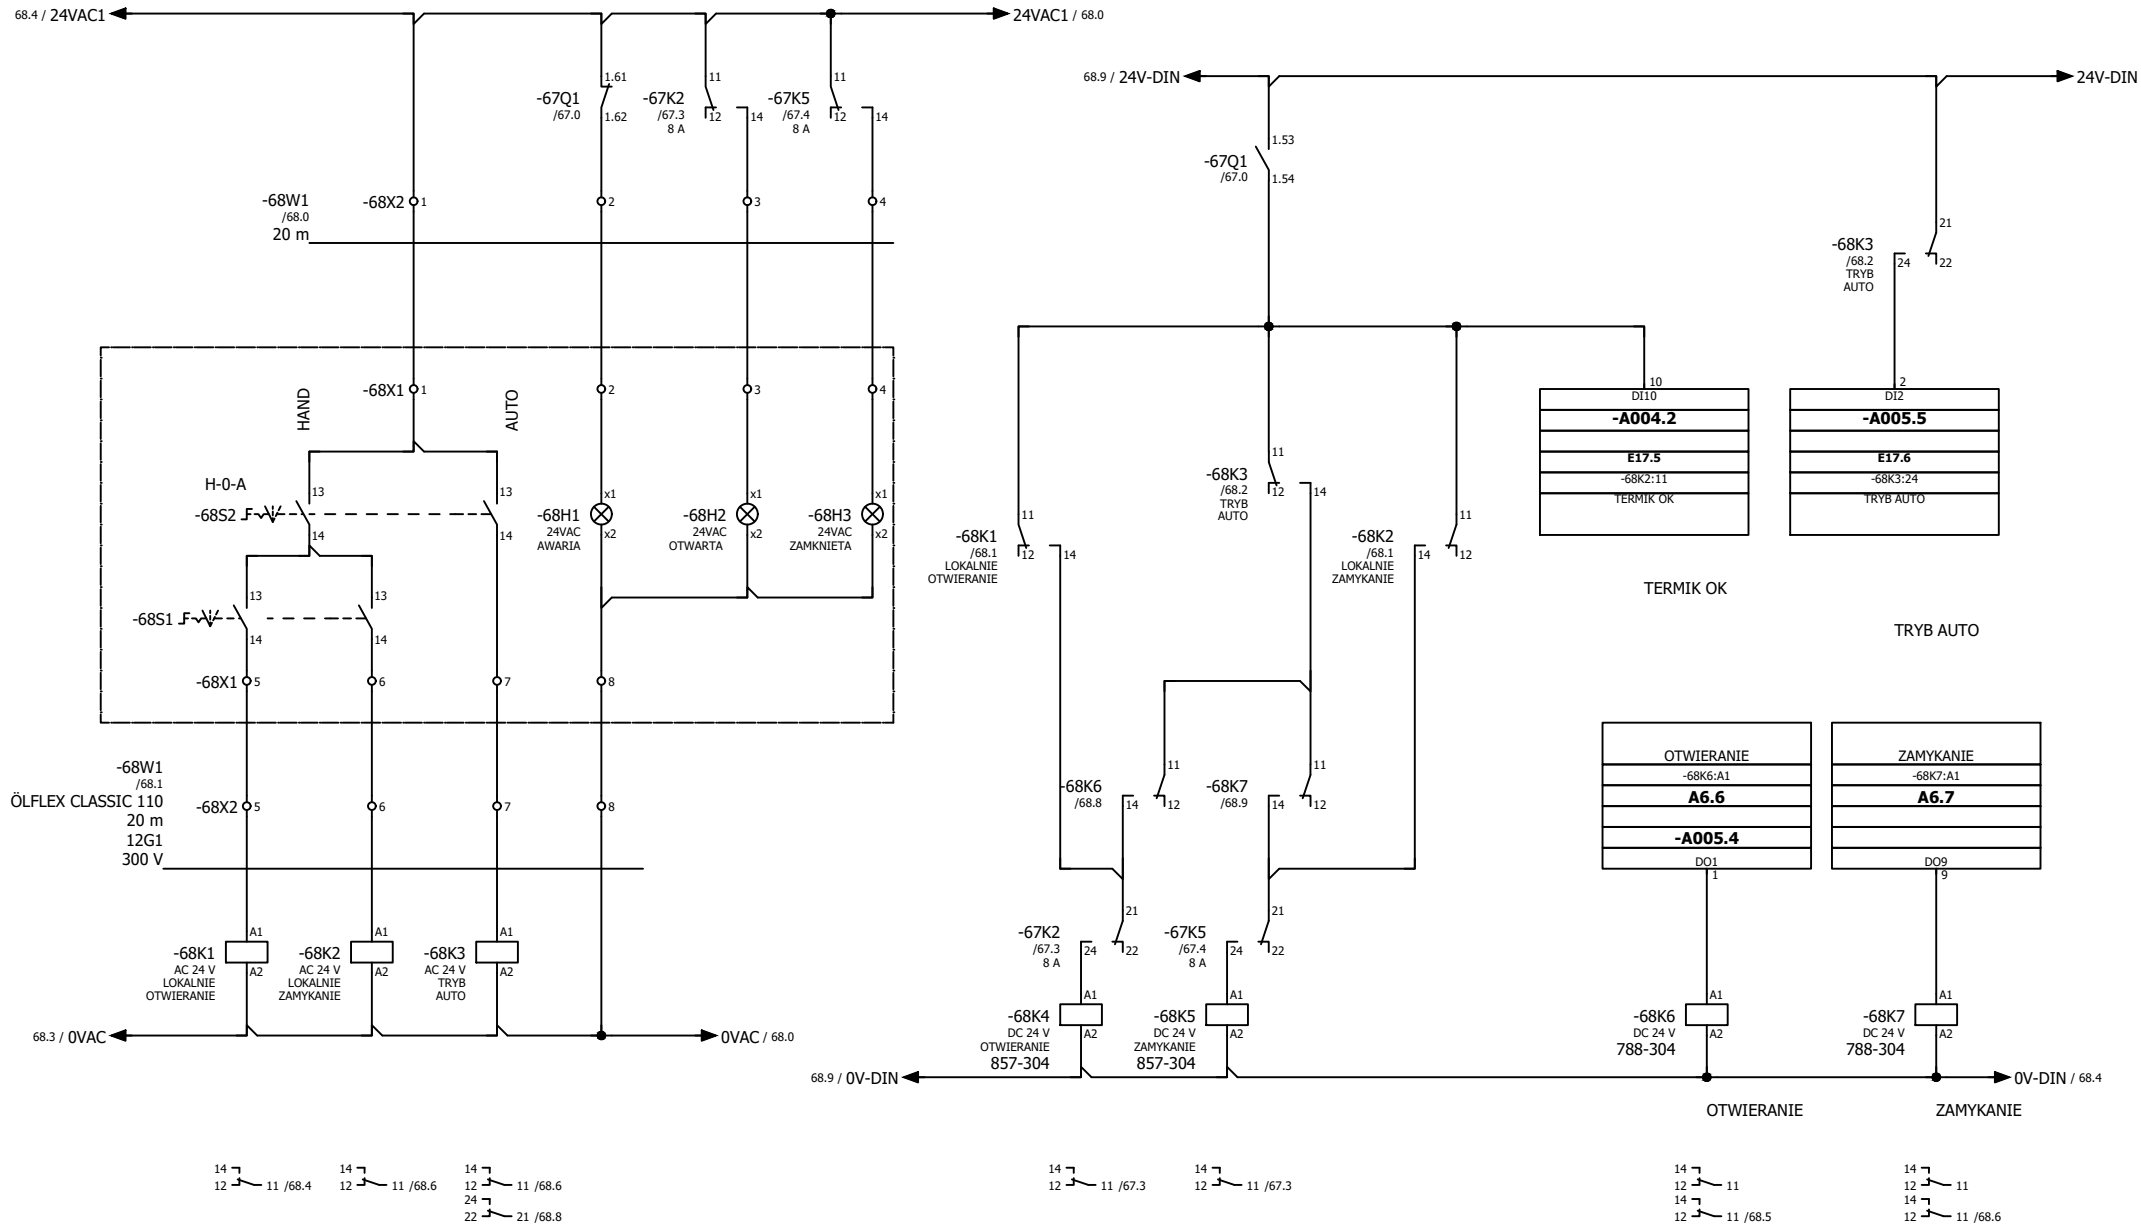 68.4 / 24VAC1
24VAC1 / 68.0
68.9 / 24V-DIN
24V-DIN
-67Q1
/67.0
1.61
1.62
-67K2
/67.3
8 A
11
12
14
-67K5
/67.4
8 A
11
12
14
-67Q1
/67.0
1.53
1.54
-68W1
/68.0
20 m
-68X2
1
2
3
4
-68K3
/68.2
TRYB
AUTO
21
24
22
HAND
AUTO
-68X1
1
2
3
4
10
DI10
-A004.2
E17.5
-68K2:11
TERMIK OK
2
DI2
-A005.5
E17.6
-68K3:24
TRYB AUTO
H-0-A
-68S2
13
14
13
14
-68H1
24VAC
AWARIA
x1
x2
-68H2
24VAC
OTWARTA
x1
x2
-68H3
24VAC
ZAMKNIETA
x1
x2
-68K1
/68.1
LOKALNIE
OTWIERANIE
11
12
14
-68K3
/68.2
TRYB
AUTO
11
12
14
-68K2
/68.1
LOKALNIE
ZAMYKANIE
11
14
12
TERMIK OK
TRYB AUTO
-68S1
13
14
13
14
-68X1
5
6
7
8
-68W1
/68.1
ÖLFLEX CLASSIC 110
20 m
12G1
300 V
-68X2
5
6
7
8
-68K6
/68.8
11
14
12
-68K7
/68.9
11
14
12
OTWIERANIE
-68K6:A1
A6.6
-A005.4
DO1
1
ZAMYKANIE
-68K7:A1
A6.7
DO9
9
-67K2
/67.3
8 A
21
24
22
-67K5
/67.4
8 A
21
24
22
-68K1
AC 24 V
LOKALNIE
OTWIERANIE
A1
A2
-68K2
AC 24 V
LOKALNIE
ZAMYKANIE
A1
A2
-68K3
AC 24 V
TRYB
AUTO
A1
A2
-68K4
DC 24 V
OTWIERANIE
857-304
A1
A2
-68K5
DC 24 V
ZAMYKANIE
857-304
A1
A2
-68K6
DC 24 V
788-304
A1
A2
-68K7
DC 24 V
788-304
A1
A2
68.3 / 0VAC
0VAC / 68.0
68.9 / 0V-DIN
0V-DIN / 68.4
OTWIERANIE
ZAMYKANIE
14
12 11 /68.4
14
12 11 /68.6
14
12 11 /68.6
24
22 21 /68.8
14
12 11 /67.3
14
12 11 /67.3
14
12 11
14
12 11 /68.5
14
12 11
14
12 11 /68.6